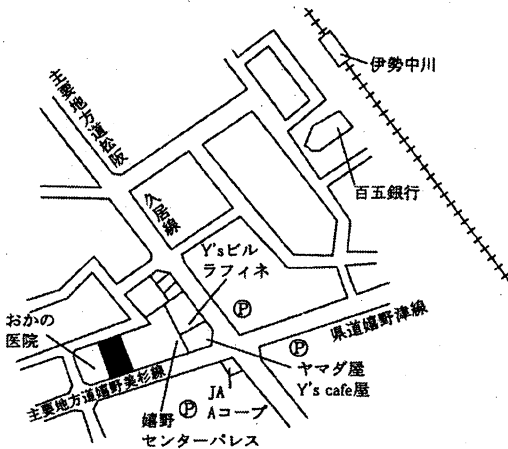 伊勢中川
主要地方道松阪
百五銀行
久居線
Y'sビル
ラフィネ
Ⓟ
おかの
医院
県道嬉野津線
Ⓟ
ヤマダ屋
Y's cafe屋
主要地方道嬉野美杉線
JA
Aコープ
Ⓟ
嬉野
センターパレス